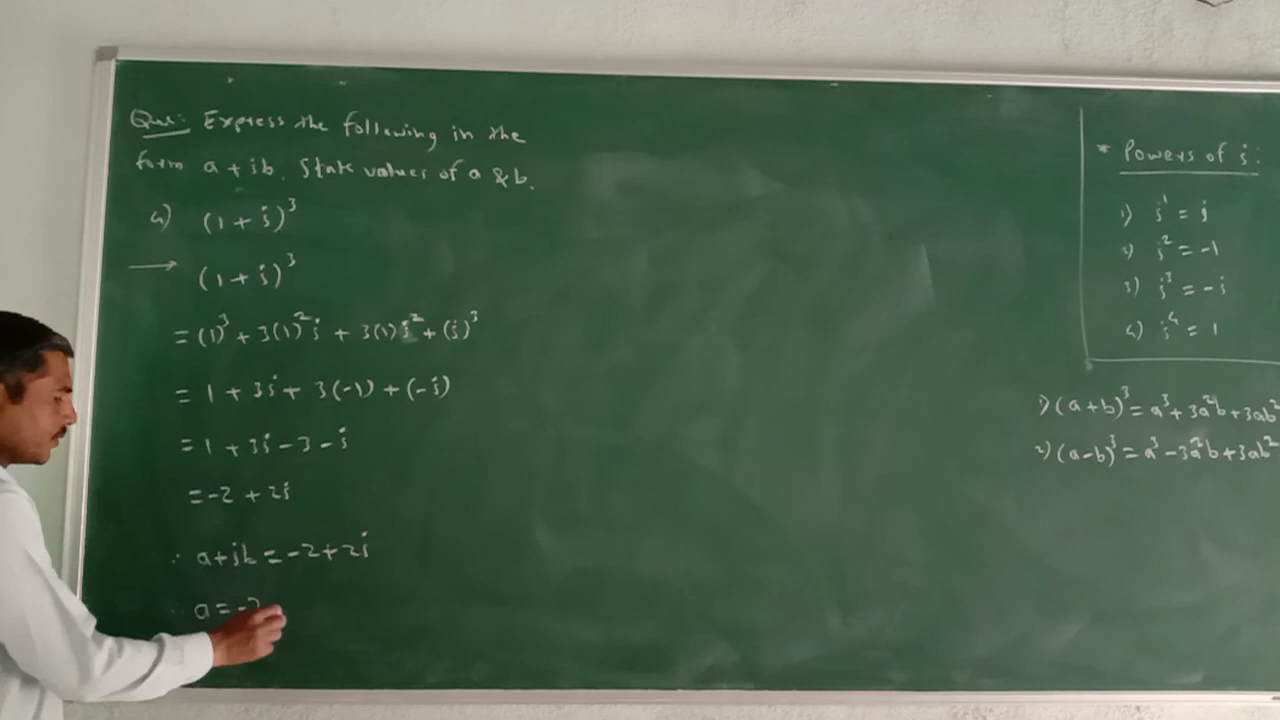 Que: Express the following in the
form a + ib. State values of a & b.
4) (1 + i)³
→ (1 + i)³
= (1)³ + 3(1)²i + 3(1)i² + (i)³
= 1 + 3i + 3(-1) + (-i)
= 1 + 3i - 3 - i
= -2 + 2i
∴ a+ib = -2+2i
∴ a = -2
* Powers of i:
1) i¹ = i
2) i² = -1
3) i³ = -i
4) i⁴ = 1
1) (a+b)³ = a³ + 3a²b + 3ab²
2) (a-b)³ = a³ - 3a²b + 3ab²